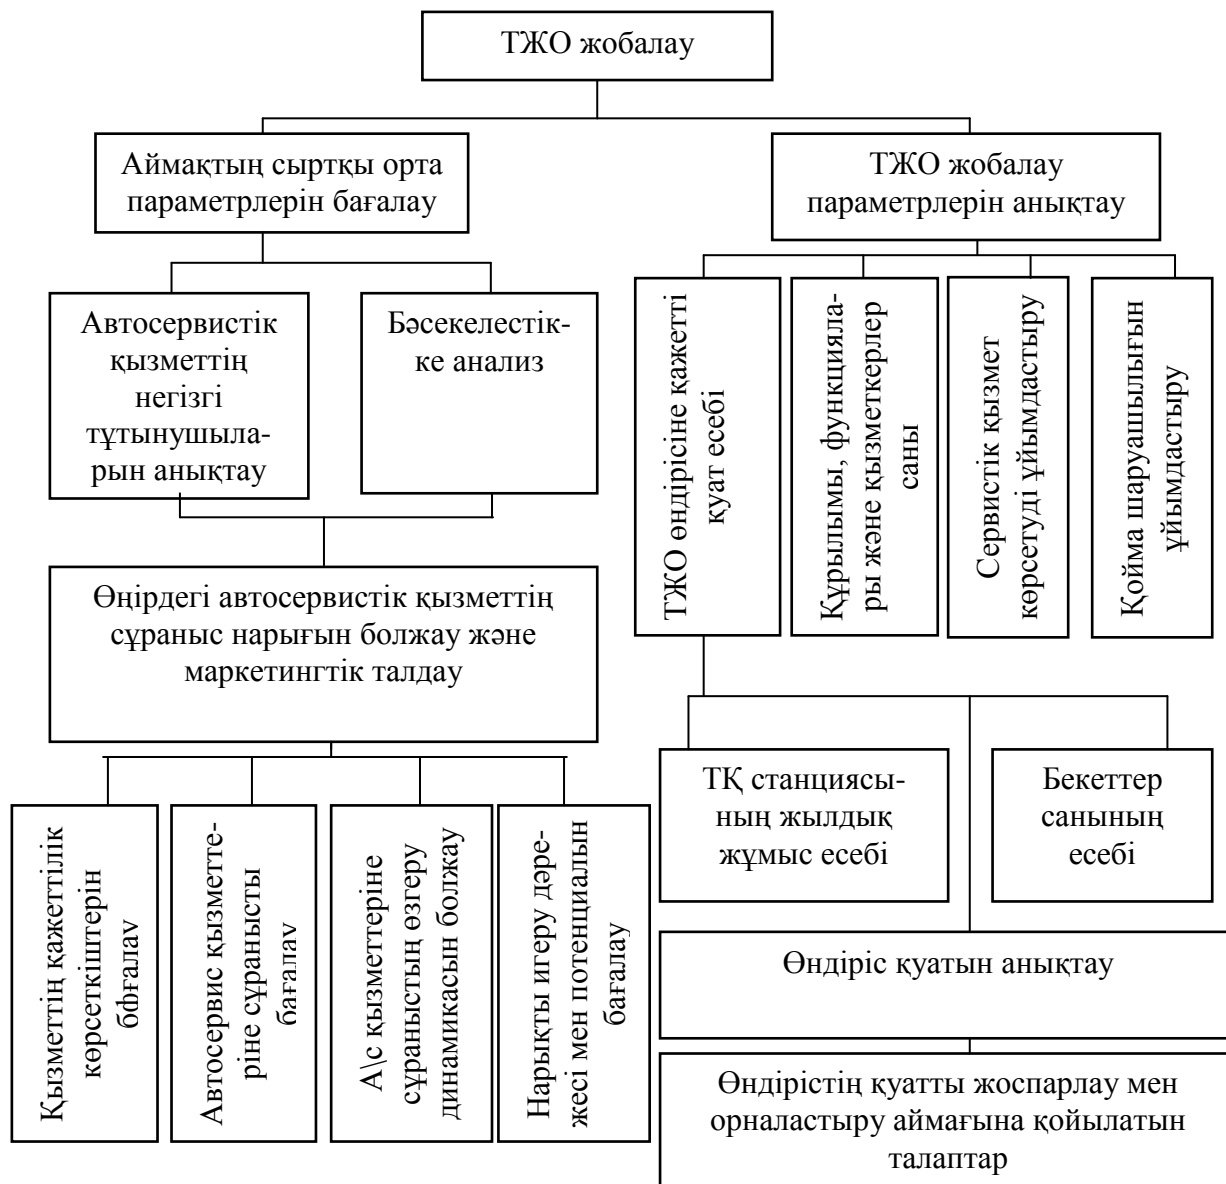 ТЖО жобалау
Аймақтың сыртқы орта
параметрлерін бағалау
ТЖО жобалау
параметрлерін анықтау
Автосервистік
қызметтің
негізгі
тұтынушыла-
рын анықтау
Бәсекелестік-
ке анализ
ТЖО өндірісіне қажетті
қуат есебі
Құрылымы, функцияла-
ры және қызметкерлер
саны
Сервистік қызмет
көрсетуді ұйымдастыру
Қойма шаруашылығын
ұйымдастыру
Өңірдегі автосервистік қызметтің
сұраныс нарығын болжау және
маркетингтік талдау
ТҚ станциясы-
ның жылдық
жұмыс есебі
Бекеттер
санының
есебі
Қызметтің қажеттілік
көрсеткіштерін
бфғалау
Автосервис қызметте-
ріне сұранысты
бағалау
А\с қызметтеріне
сұраныстың өзгеру
динамикасын болжау
Нарықты игеру дәре-
жесі мен потенциалын
бағалау
Өндіріс қуатын анықтау
Өндірістің қуатты жоспарлау мен
орналастыру аймағына қойылатын
талаптар